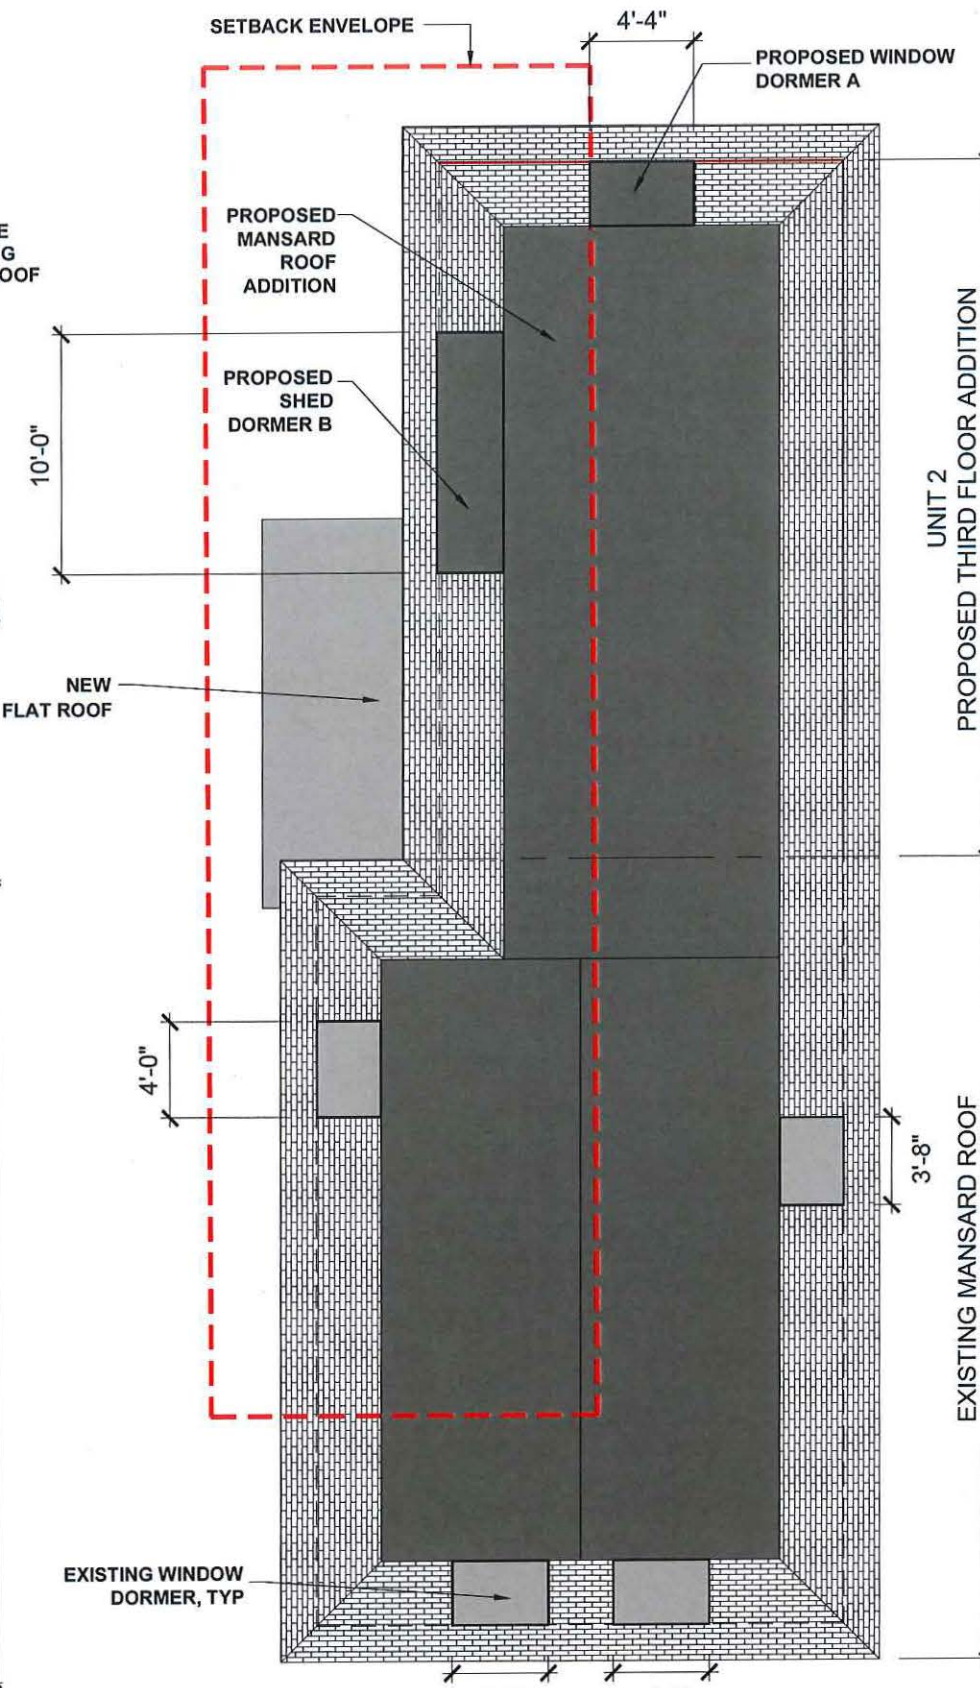 SETBACK ENVELOPE
4'-4"
PROPOSED WINDOW
DORMER A
PROPOSED
MANSARD
ROOF
ADDITION
10'-0"
PROPOSED
SHED
DORMER B
UNIT 2
PROPOSED THIRD FLOOR ADDITION
NEW
FLAT ROOF
4'-0"
3'-8"
EXISTING MANSARD ROOF
EXISTING WINDOW
DORMER, TYP